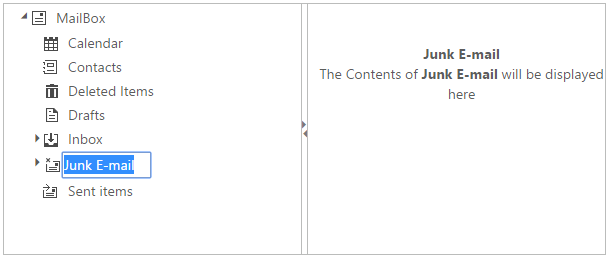 MailBox
Calendar
Contacts
Deleted Items
Drafts
Inbox
Junk E-mail
Sent items
Junk E-mail
The Contents of Junk E-mail will be displayed
here